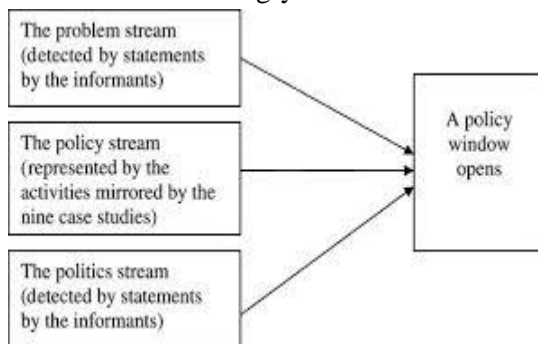 The problem stream
(detected by statements
by the informants)
The policy stream
(represented by the
activities mirrored by the
nine case studies)
The politics stream
(detected by statements
by the informants)
A policy
window
opens